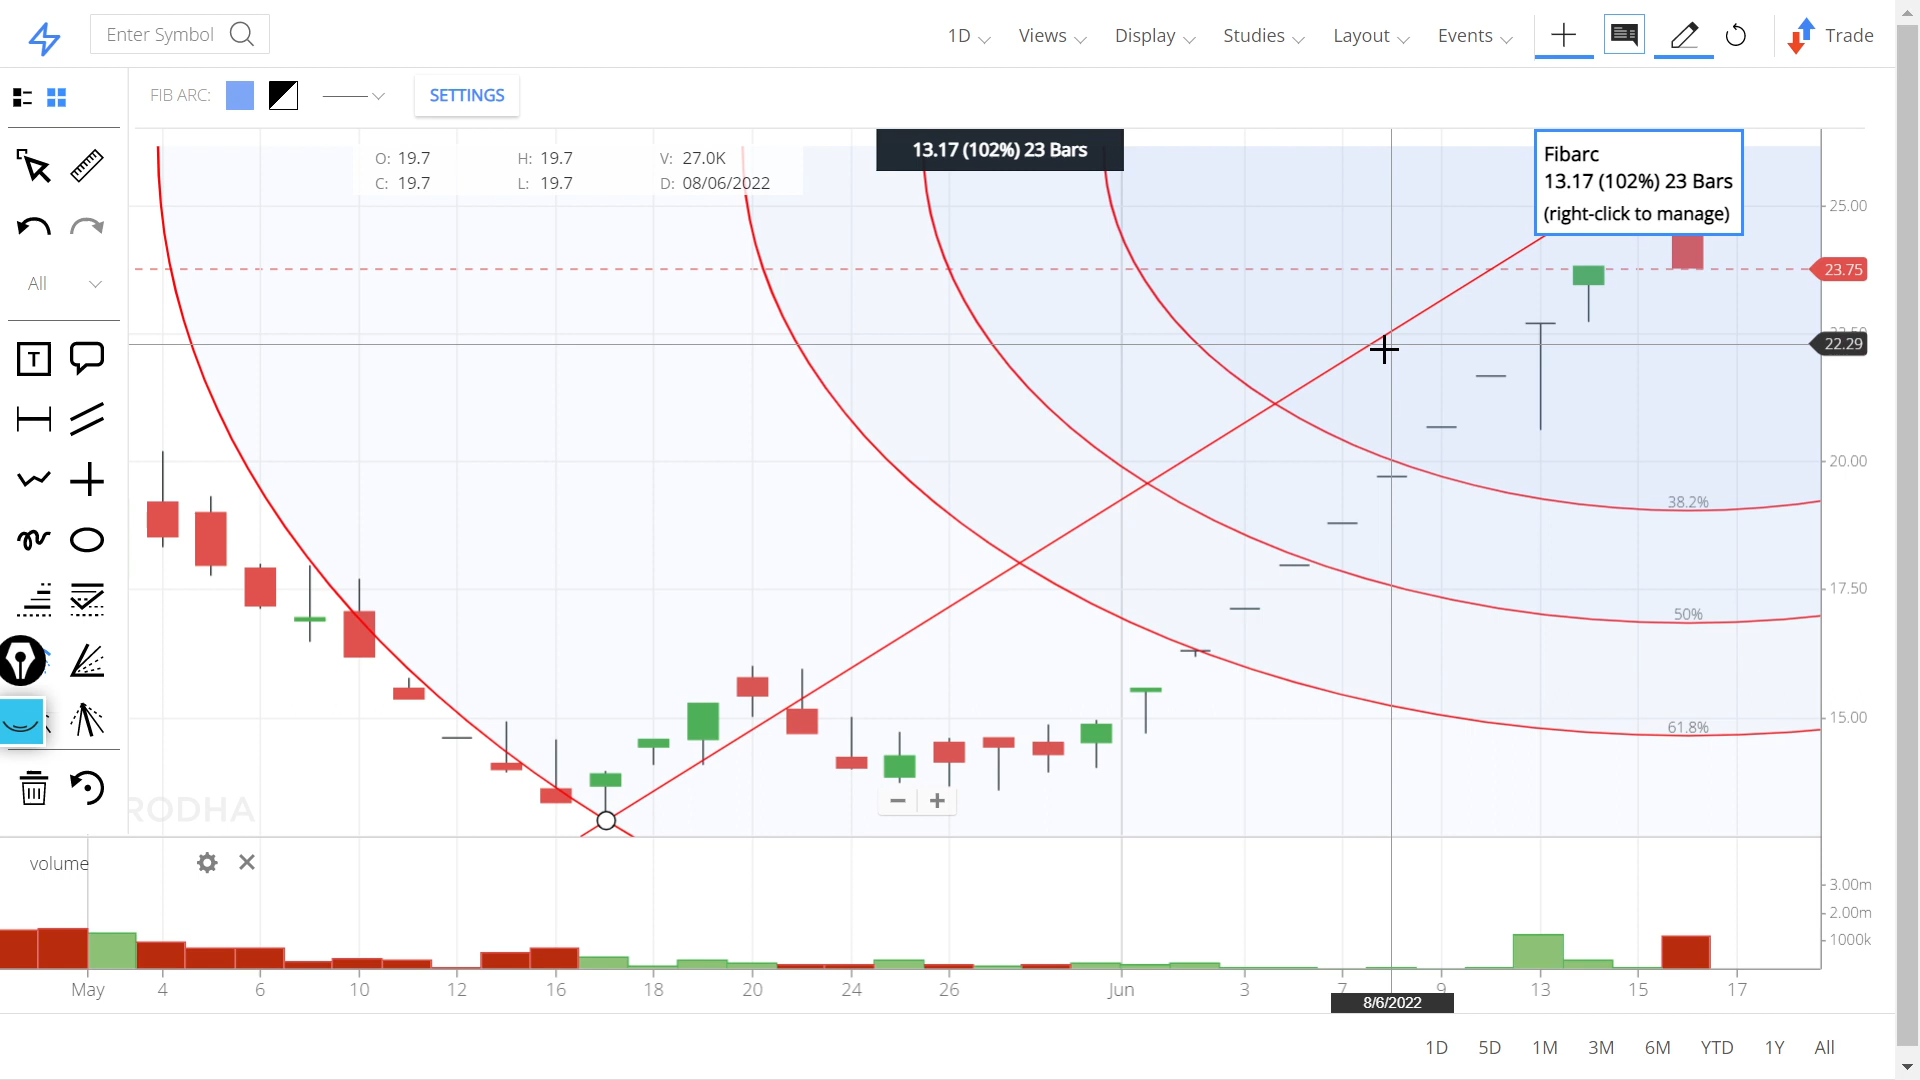 Enter Symbol
1D
Views
Display
Studies
Layout
Events
Trade
FIB ARC:
SETTINGS
O: 19.7 H: 19.7 V: 27.0K
C: 19.7 L: 19.7 D: 08/06/2022
13.17 (102%) 23 Bars
Fibarc
13.17 (102%) 23 Bars
(right-click to manage)
25.00
23.75
22.29
20.00
17.50
15.00
All
T
38.2%
50%
61.8%
RODHA
volume
3.00m
2.00m
1000k
May 4 6 10 12 16 18 20 24 26 Jun 3 7 9 13 15 17
8/6/2022
1D 5D 1M 3M 6M YTD 1Y All